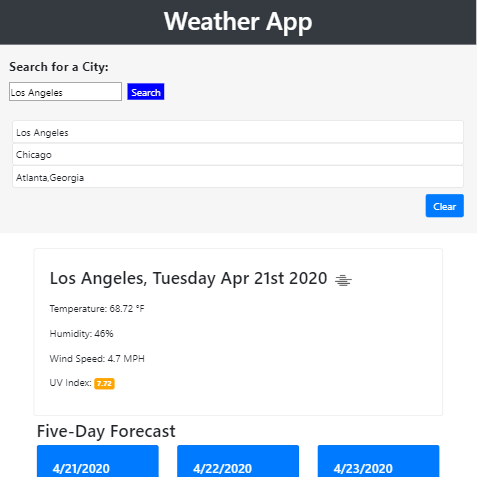 Weather App
Search for a City:
Los Angeles Search
Los Angeles
Chicago
Atlanta,Georgia
Clear
Los Angeles, Tuesday Apr 21st 2020
Temperature: 68.72 °F
Humidity: 46%
Wind Speed: 4.7 MPH
UV Index: 7.72
Five-Day Forecast
4/21/2020 4/22/2020 4/23/2020